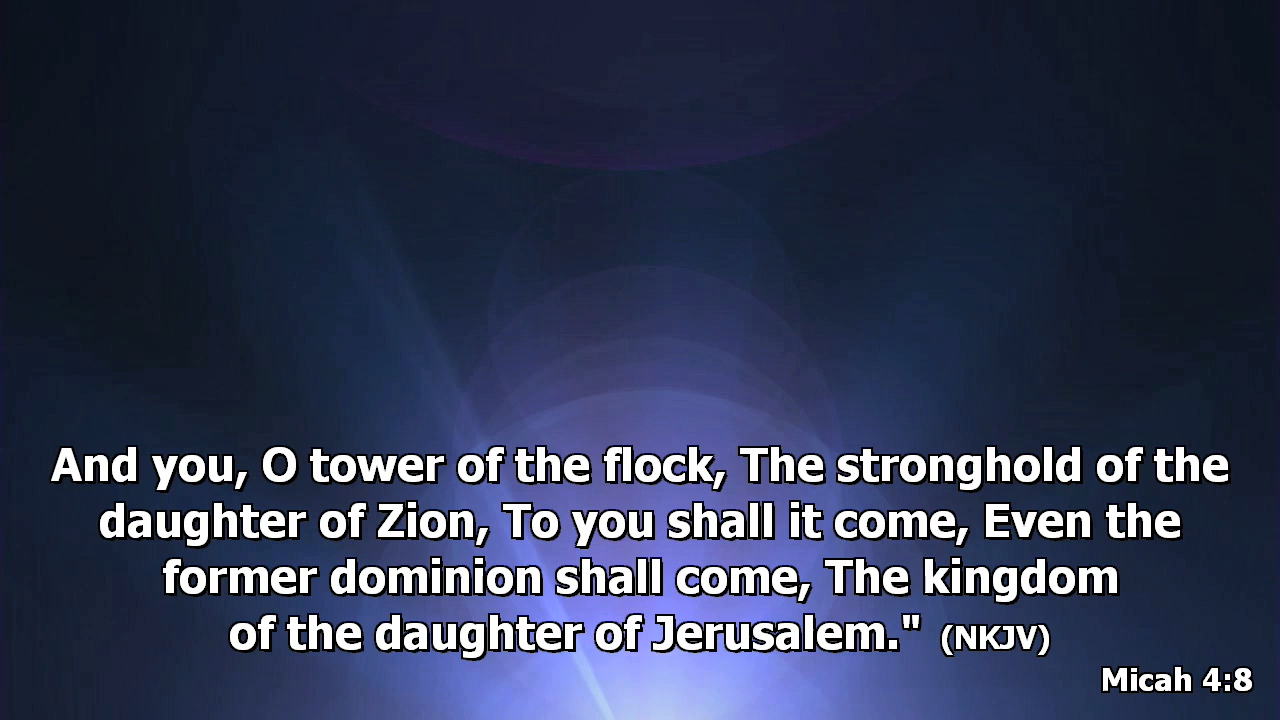 And you, O tower of the flock, The stronghold of the
daughter of Zion, To you shall it come, Even the
former dominion shall come, The kingdom
of the daughter of Jerusalem." (NKJV)
Micah 4:8